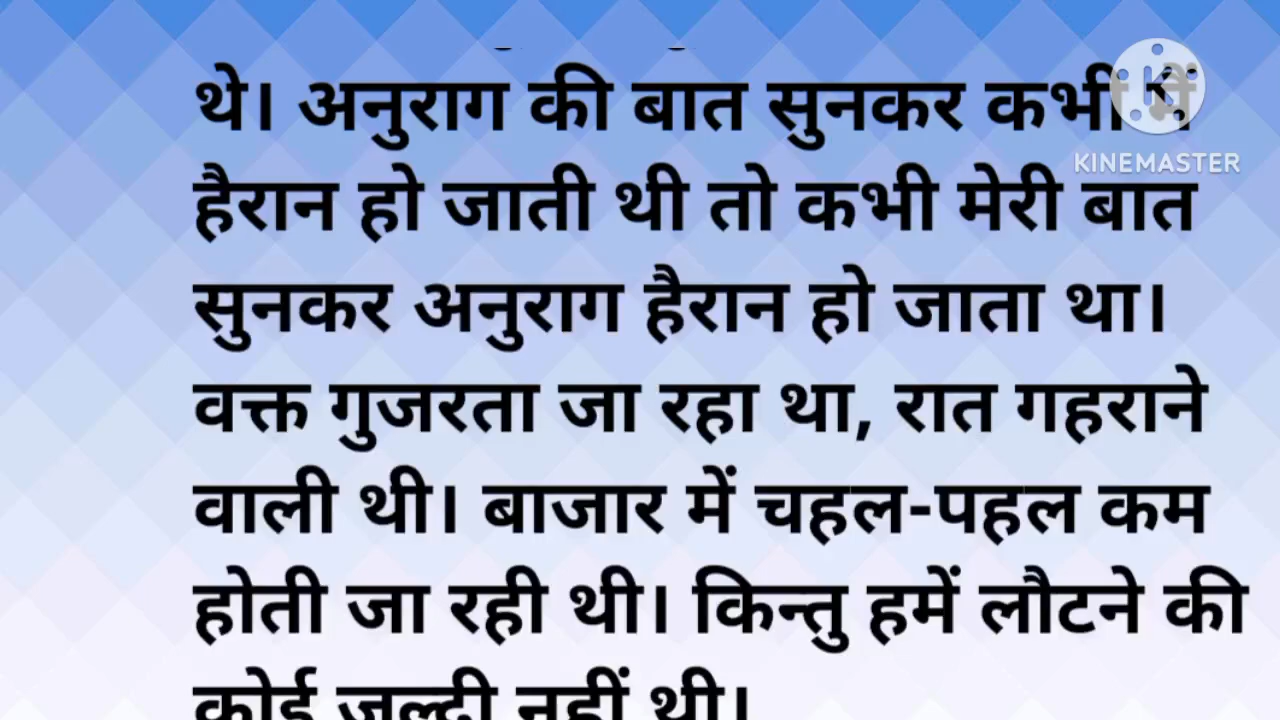 थे। अनुराग की बात सुनकर कभी मैं
KINEMASTER
हैरान हो जाती थी तो कभी मेरी बात
सुनकर अनुराग हैरान हो जाता था।
वक्त गुजरता जा रहा था, रात गहराने
वाली थी। बाजार में चहल-पहल कम
होती जा रही थी। किन्तु हमें लौटने की
कोई जल्दी नहीं थी।